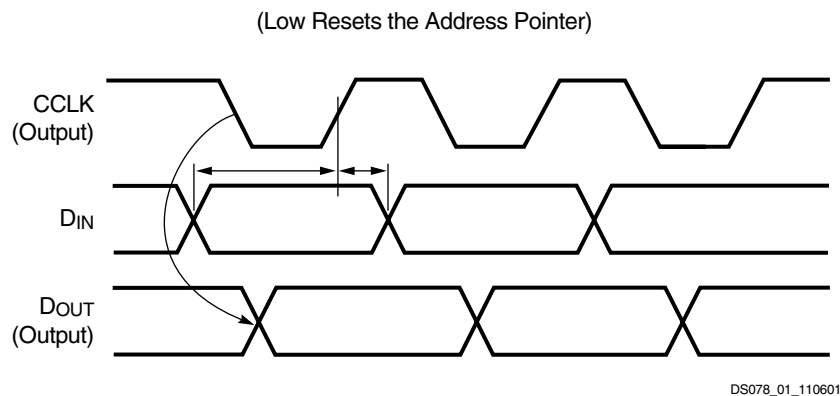 (Low Resets the Address Pointer)
CCLK
(Output)
DIN
DOUT
(Output)
DS078_01_110601